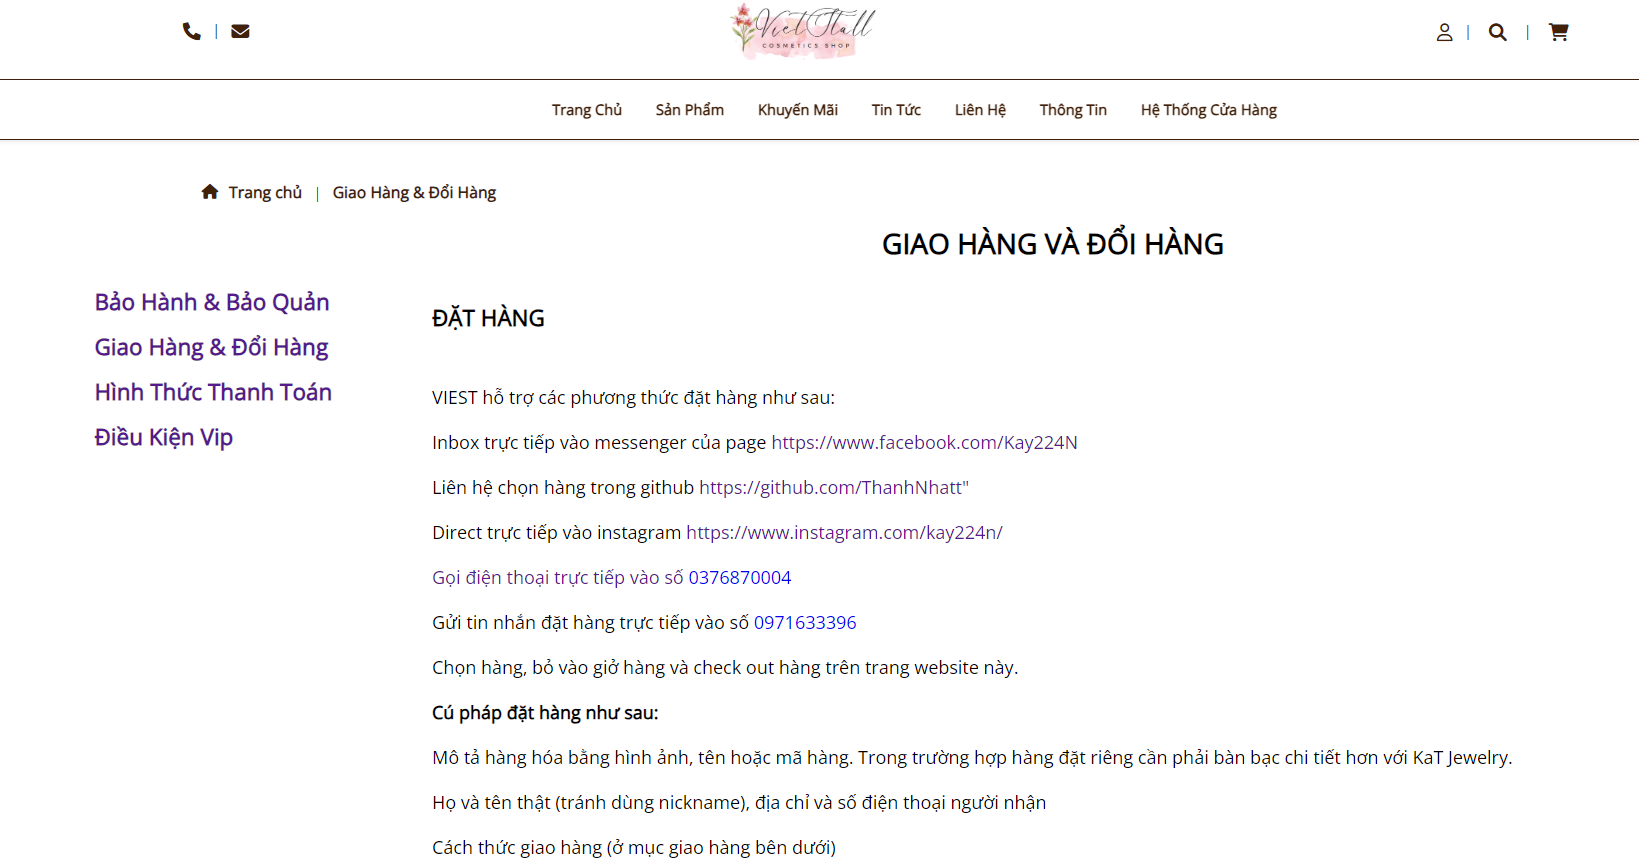 Viet Stall
COSMETICS SHOP
Trang Chủ Sản Phẩm Khuyến Mãi Tin Tức Liên Hệ Thông Tin Hệ Thống Cửa Hàng
Trang chủ | Giao Hàng & Đổi Hàng
GIAO HÀNG VÀ ĐỔI HÀNG
Bảo Hành & Bảo Quản
Giao Hàng & Đổi Hàng
Hình Thức Thanh Toán
Điều Kiện Vip
ĐẶT HÀNG
VIEST hỗ trợ các phương thức đặt hàng như sau:
Inbox trực tiếp vào messenger của page https://www.facebook.com/Kay224N
Liên hệ chọn hàng trong github https://github.com/ThanhNhatt"
Direct trực tiếp vào instagram https://www.instagram.com/kay224n/
Gọi điện thoại trực tiếp vào số 0376870004
Gửi tin nhắn đặt hàng trực tiếp vào số 0971633396
Chọn hàng, bỏ vào giở hàng và check out hàng trên trang website này.
Cú pháp đặt hàng như sau:
Mô tả hàng hóa bằng hình ảnh, tên hoặc mã hàng. Trong trường hợp hàng đặt riêng cần phải bàn bạc chi tiết hơn với KaT Jewelry.
Họ và tên thật (tránh dùng nickname), địa chỉ và số điện thoại người nhận
Cách thức giao hàng (ở mục giao hàng bên dưới)